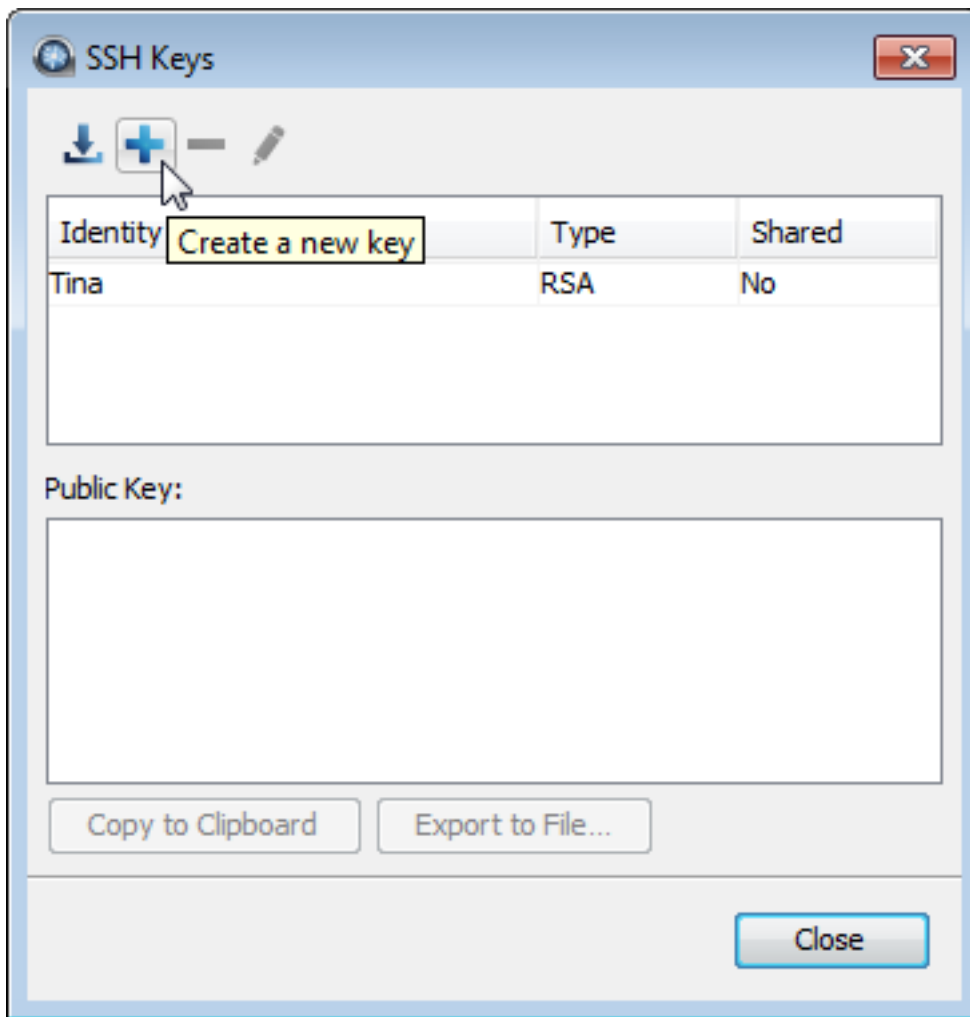 SSH Keys
Identity Type Shared
Create a new key
Tina RSA No
Public Key:
Copy to Clipboard Export to File...
Close